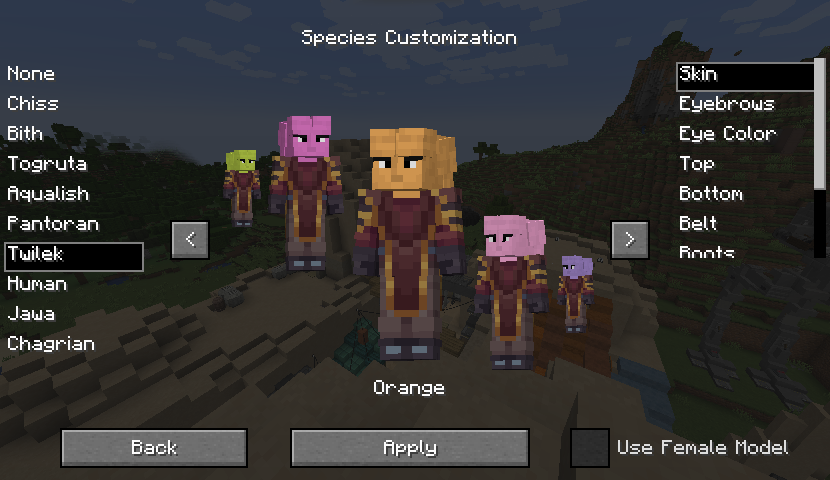 Species Customization
None
Chiss
Bith
Togruta
Aqualish
Pantoran
Twilek
Human
Jawa
Chagrian
<
Orange
>
Skin
Eyebrows
Eye Color
Top
Bottom
Belt
Boots
Back
Apply
Use Female Model